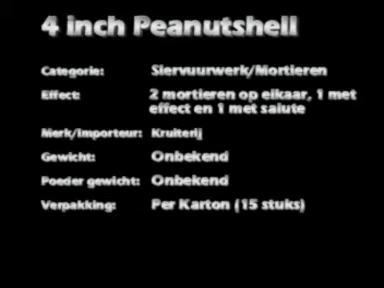 4 inch Peanutshell
Categorie: Siervuurwerk/Mortieren
Effect: 2 mortieren op elkaar, 1 met
effect en 1 met salute
Merk/Importeur: Kruiterij
Gewicht: Onbekend
Poeder gewicht: Onbekend
Verpakking: Per Karton (15 stuks)